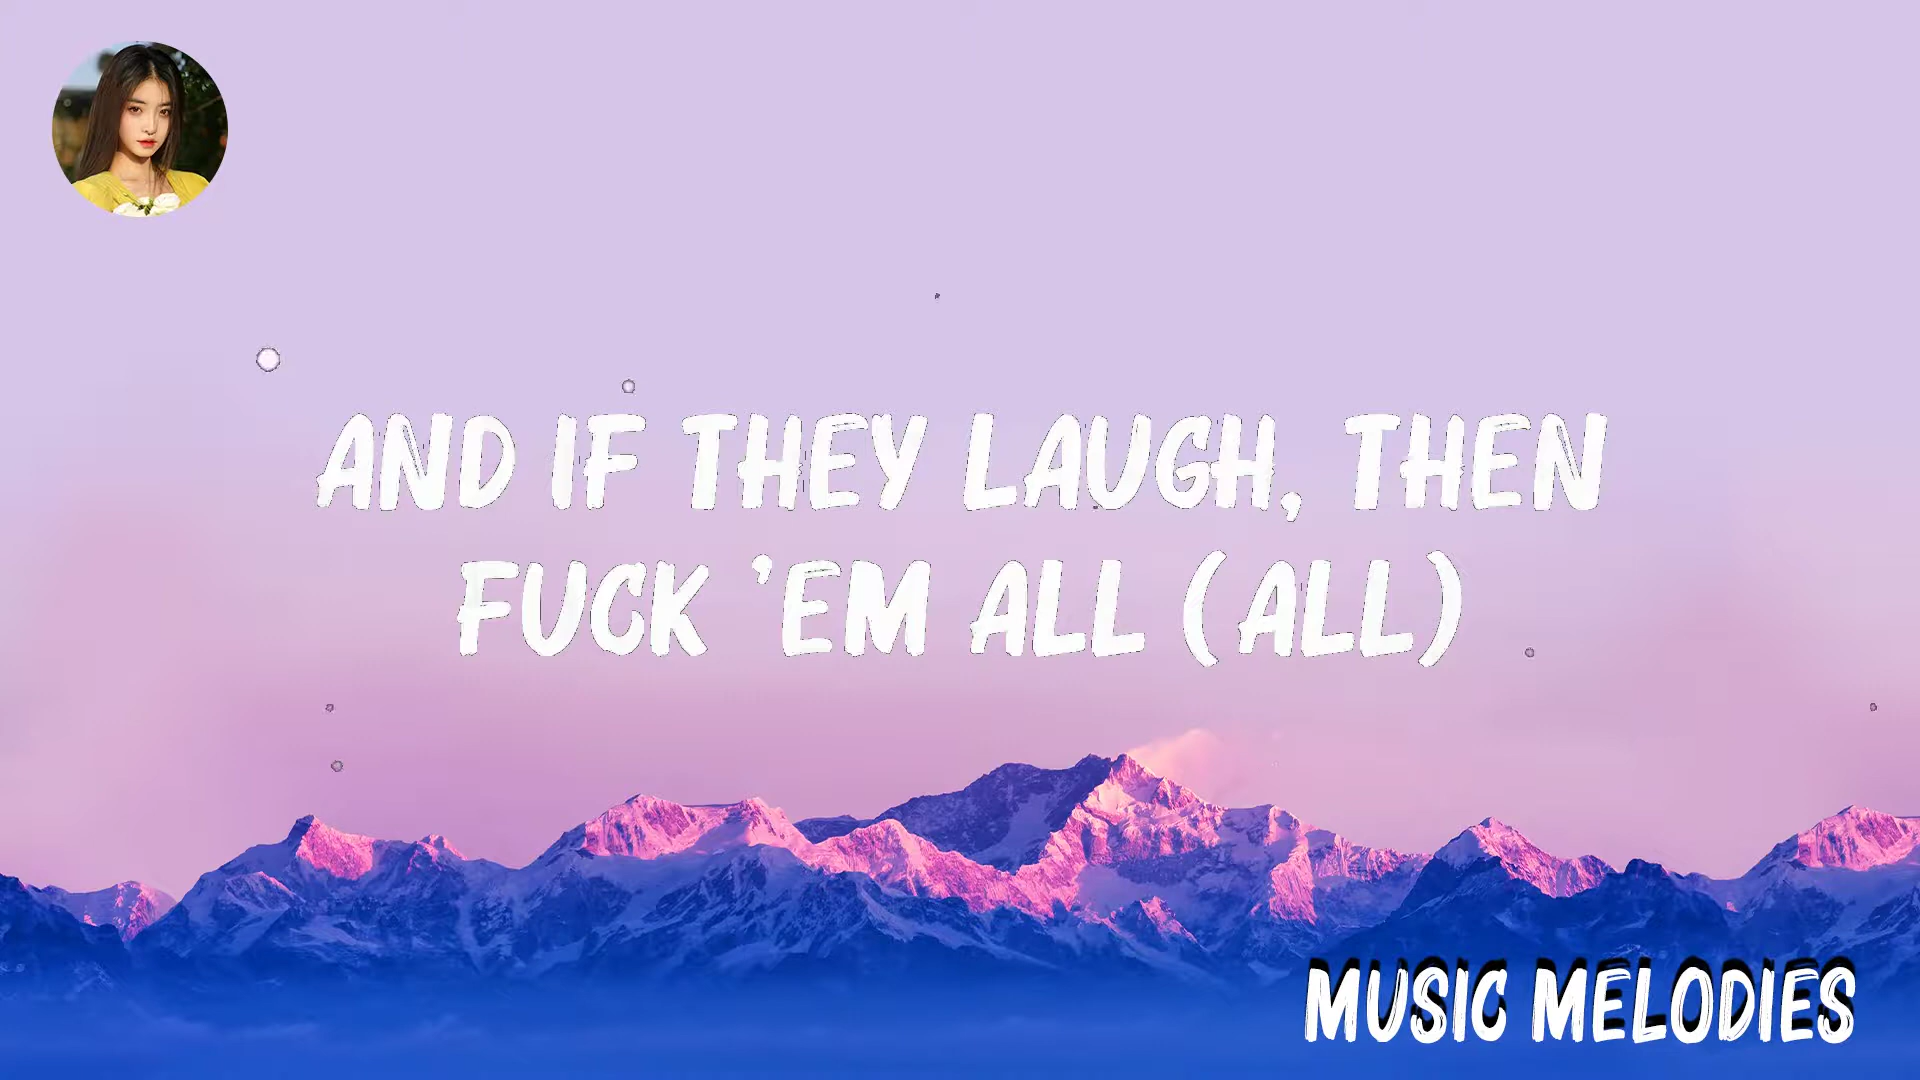 AND IF THEY LAUGH, THEN
FUCK 'EM ALL (ALL)
MUSIC MELODIES